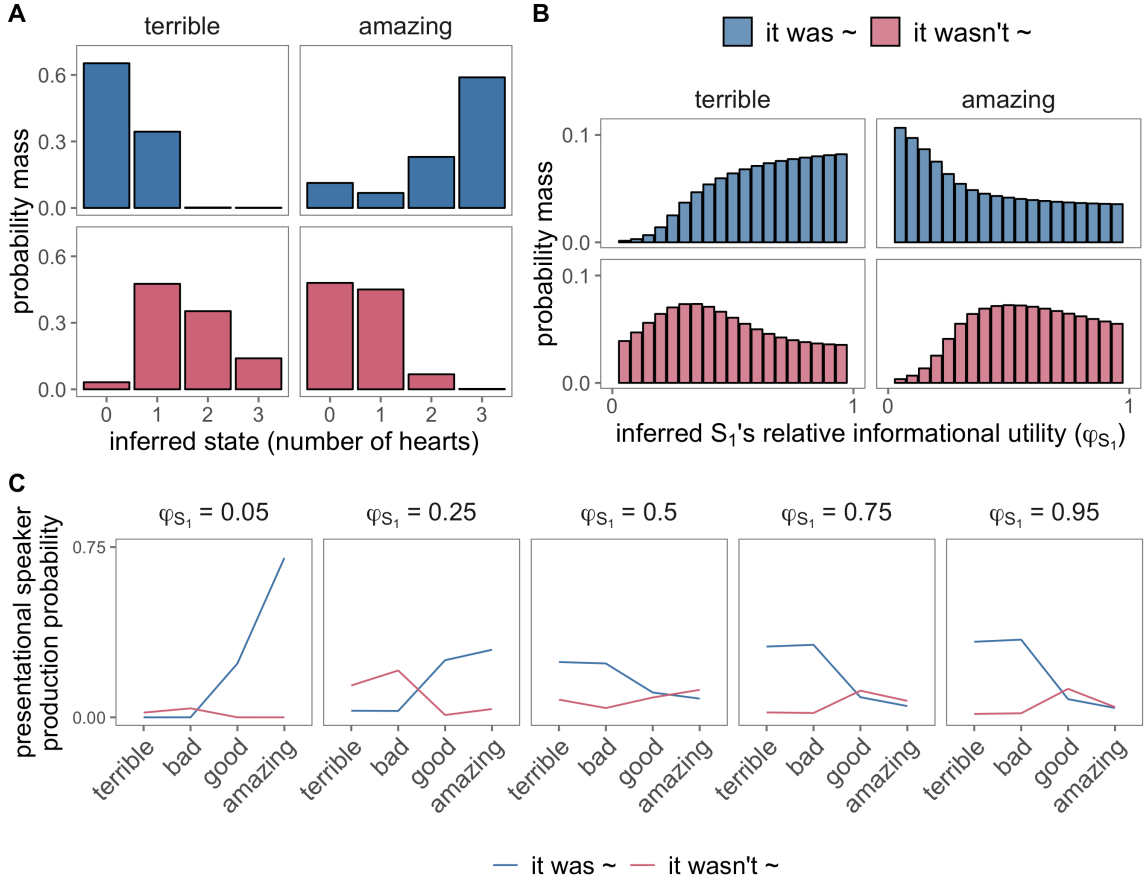 A
terrible
amazing
probability mass
0.6
0.3
0.0
0.6
0.3
0.0
0 1 2 3
0 1 2 3
inferred state (number of hearts)
B
it was ~
it wasn't ~
terrible
amazing
probability mass
0.1
0.0
0.1
0.0
0 1
0 1
inferred S₁'s relative informational utility (φS₁)
C
φS₁ = 0.05
φS₁ = 0.25
φS₁ = 0.5
φS₁ = 0.75
φS₁ = 0.95
presentational speaker
production probability
0.75
0.00
terrible bad good amazing
terrible bad good amazing
terrible bad good amazing
terrible bad good amazing
terrible bad good amazing
it was ~
it wasn't ~